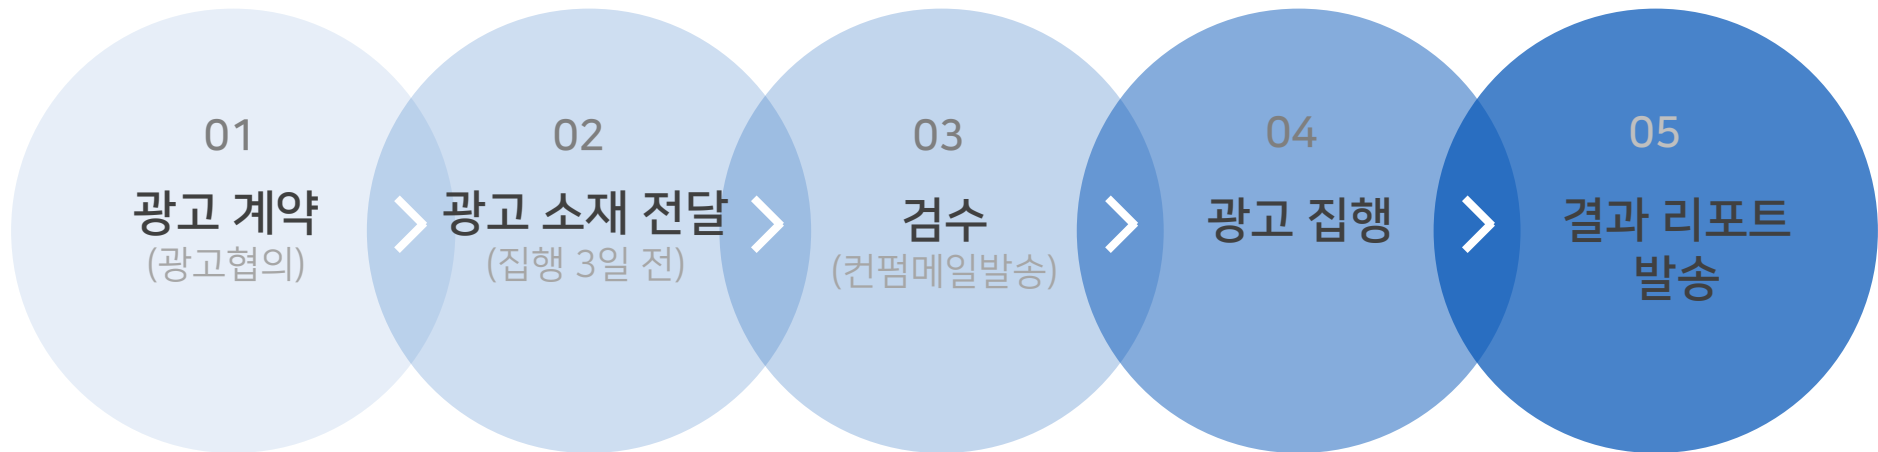 01
광고 계약
(광고협의)
02
광고 소재 전달
(집행 3일 전)
03
검수
(컨펌메일발송)
04
광고 집행
05
결과 리포트
발송